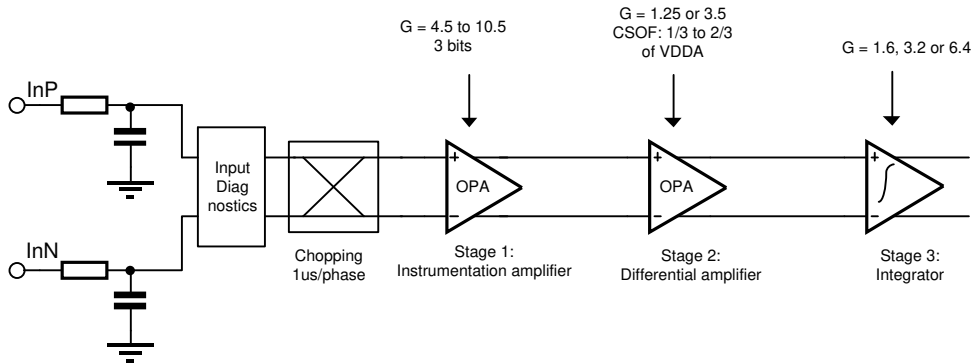 G = 4.5 to 10.5
3 bits
G = 1.25 or 3.5
CSOF: 1/3 to 2/3
of VDDA
G = 1.6, 3.2 or 6.4
InP
Input
Diag
nostics
+
OPA
−
+
OPA
−
+
−
InN
Chopping
1us/phase
Stage 1:
Instrumentation amplifier
Stage 2:
Differential amplifier
Stage 3:
Integrator